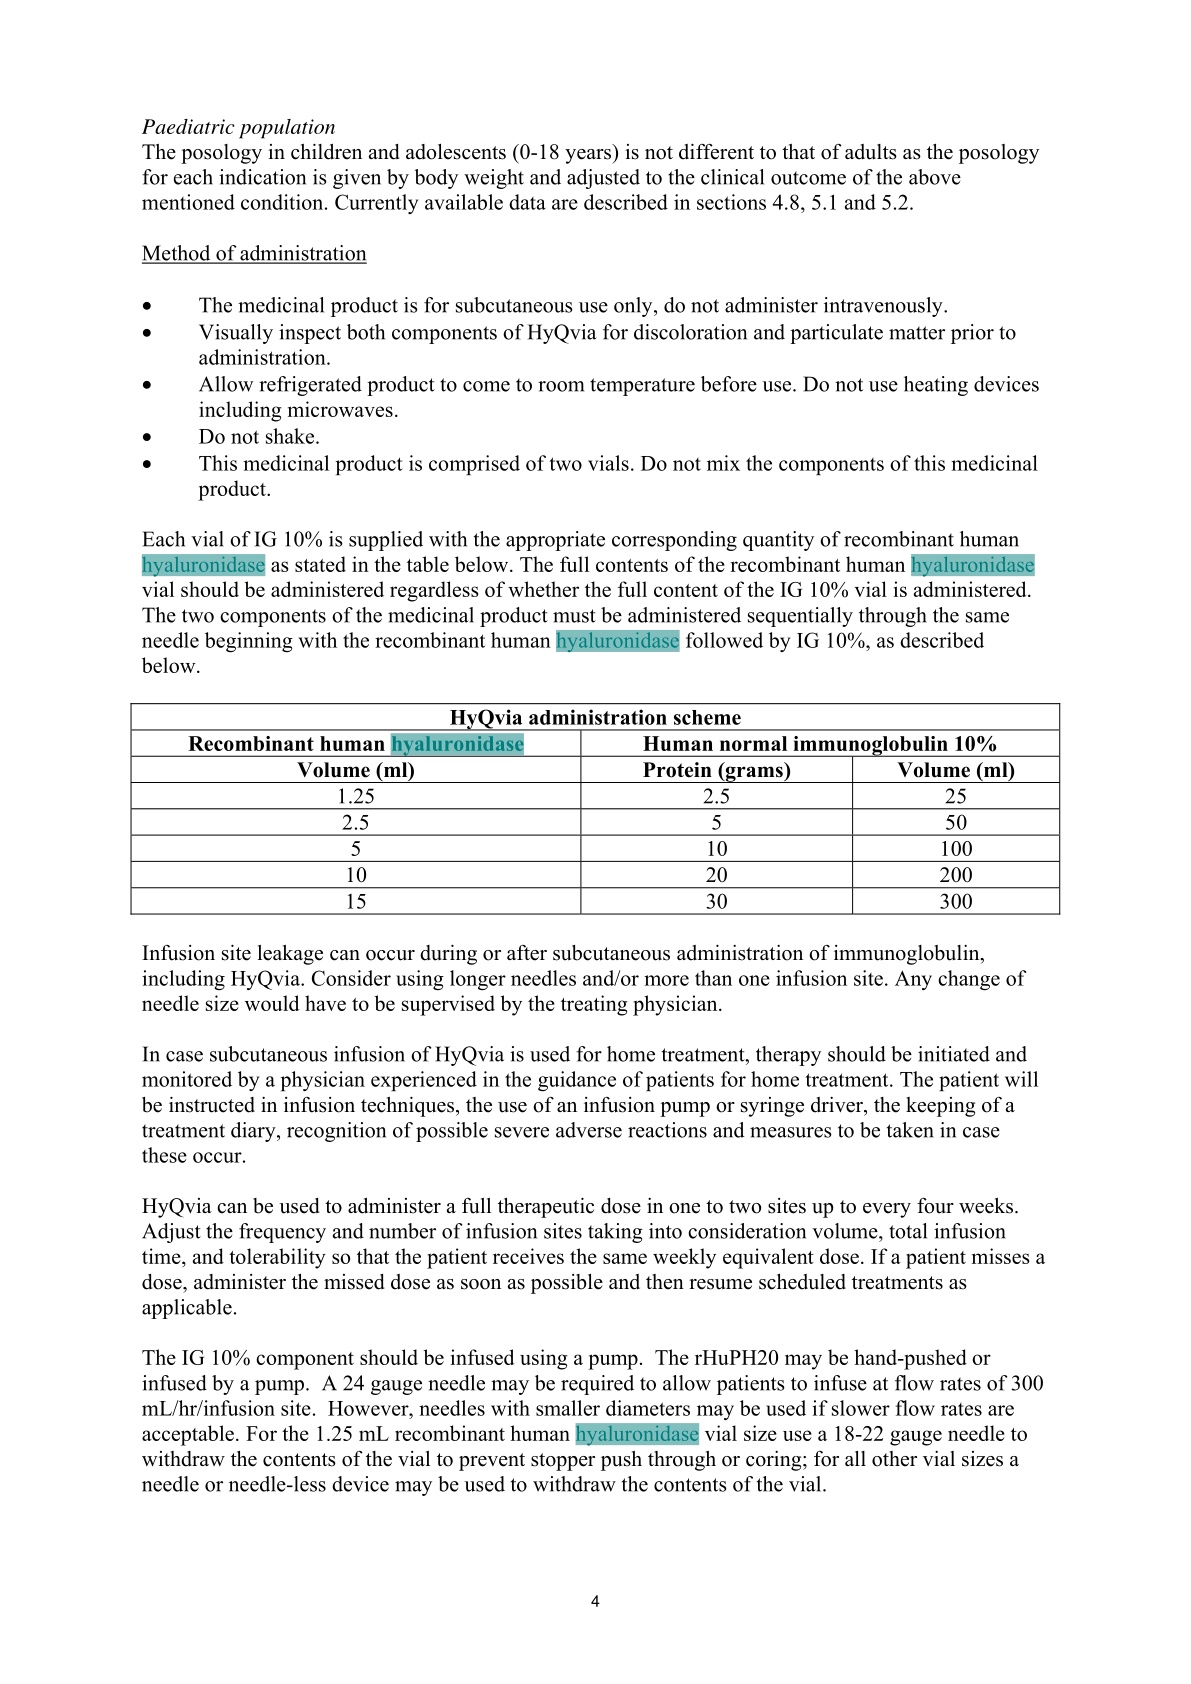 Paediatric population
The posology in children and adolescents (0-18 years) is not different to that of adults as the posology
for each indication is given by body weight and adjusted to the clinical outcome of the above
mentioned condition. Currently available data are described in sections 4.8, 5.1 and 5.2.
Method of administration
• The medicinal product is for subcutaneous use only, do not administer intravenously.
• Visually inspect both components of HyQvia for discoloration and particulate matter prior to
administration.
• Allow refrigerated product to come to room temperature before use. Do not use heating devices
including microwaves.
• Do not shake.
• This medicinal product is comprised of two vials. Do not mix the components of this medicinal
product.
Each vial of IG 10% is supplied with the appropriate corresponding quantity of recombinant human
hyaluronidase as stated in the table below. The full contents of the recombinant human hyaluronidase
vial should be administered regardless of whether the full content of the IG 10% vial is administered.
The two components of the medicinal product must be administered sequentially through the same
needle beginning with the recombinant human hyaluronidase followed by IG 10%, as described
below.
HyQvia administration scheme
Recombinant human hyaluronidase Human normal immunoglobulin 10%
Volume (ml) Protein (grams) Volume (ml)
1.25 2.5 25
2.5 5 50
5 10 100
10 20 200
15 30 300
Infusion site leakage can occur during or after subcutaneous administration of immunoglobulin,
including HyQvia. Consider using longer needles and/or more than one infusion site. Any change of
needle size would have to be supervised by the treating physician.
In case subcutaneous infusion of HyQvia is used for home treatment, therapy should be initiated and
monitored by a physician experienced in the guidance of patients for home treatment. The patient will
be instructed in infusion techniques, the use of an infusion pump or syringe driver, the keeping of a
treatment diary, recognition of possible severe adverse reactions and measures to be taken in case
these occur.
HyQvia can be used to administer a full therapeutic dose in one to two sites up to every four weeks.
Adjust the frequency and number of infusion sites taking into consideration volume, total infusion
time, and tolerability so that the patient receives the same weekly equivalent dose. If a patient misses a
dose, administer the missed dose as soon as possible and then resume scheduled treatments as
applicable.
The IG 10% component should be infused using a pump.  The rHuPH20 may be hand-pushed or
infused by a pump.  A 24 gauge needle may be required to allow patients to infuse at flow rates of 300
mL/hr/infusion site.  However, needles with smaller diameters may be used if slower flow rates are
acceptable. For the 1.25 mL recombinant human hyaluronidase vial size use a 18-22 gauge needle to
withdraw the contents of the vial to prevent stopper push through or coring; for all other vial sizes a
needle or needle-less device may be used to withdraw the contents of the vial.
4